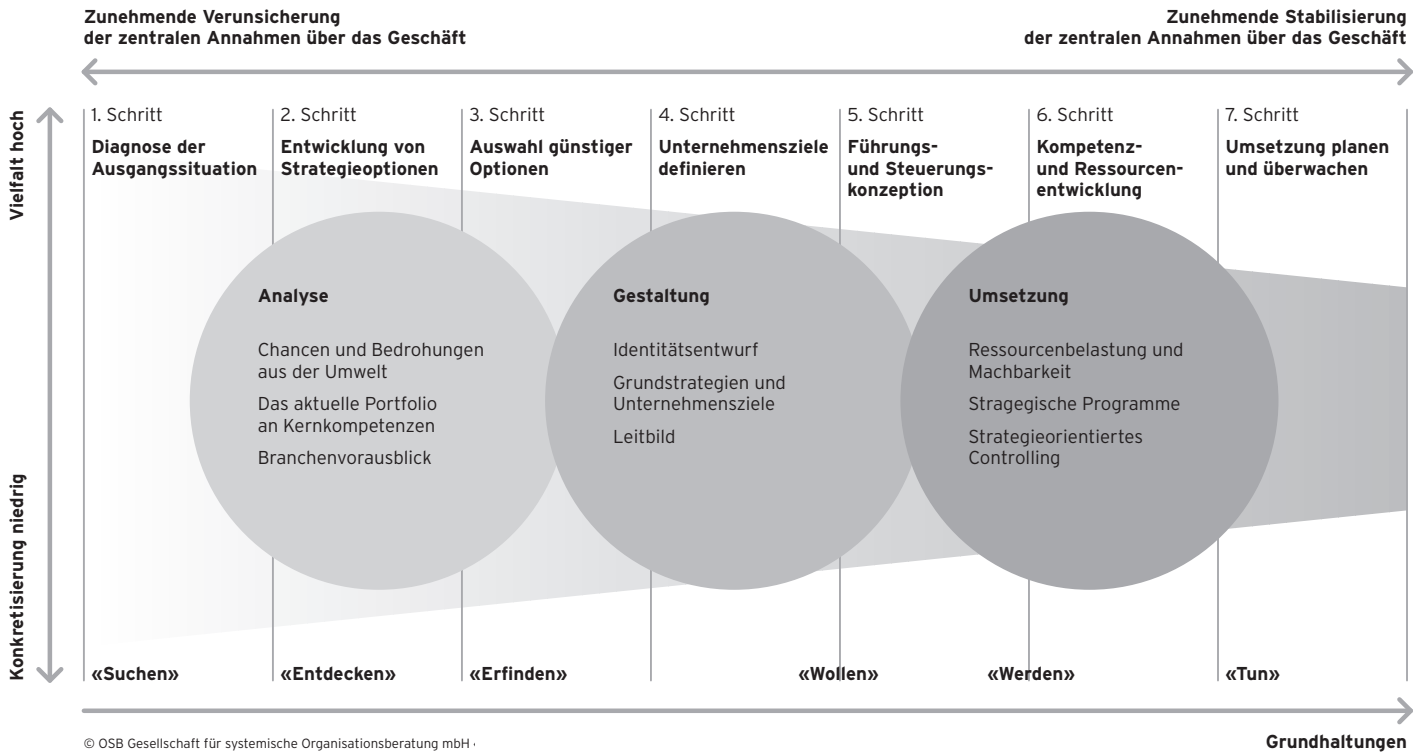 Zunehmende Verunsicherung
der zentralen Annahmen über das Geschäft
Zunehmende Stabilisierung
der zentralen Annahmen über das Geschäft
Vielfalt hoch
Konkretisierung niedrig
1. Schritt
Diagnose der
Ausgangssituation
2. Schritt
Entwicklung von
Strategieoptionen
3. Schritt
Auswahl günstiger
Optionen
4. Schritt
Unternehmensziele
definieren
5. Schritt
Führungs-
und Steuerungs-
konzeption
6. Schritt
Kompetenz-
und Ressourcen-
entwicklung
7. Schritt
Umsetzung planen
und überwachen
Analyse
Chancen und Bedrohungen
aus der Umwelt
Das aktuelle Portfolio
an Kernkompetenzen
Branchenvorausblick
Gestaltung
Identitätsentwurf
Grundstrategien und
Unternehmensziele
Leitbild
Umsetzung
Ressourcenbelastung und
Machbarkeit
Stragegische Programme
Strategieorientiertes
Controlling
«Suchen»
«Entdecken»
«Erfinden»
«Wollen»
«Werden»
«Tun»
Grundhaltungen
© OSB Gesellschaft für systemische Organisationsberatung mbH ·